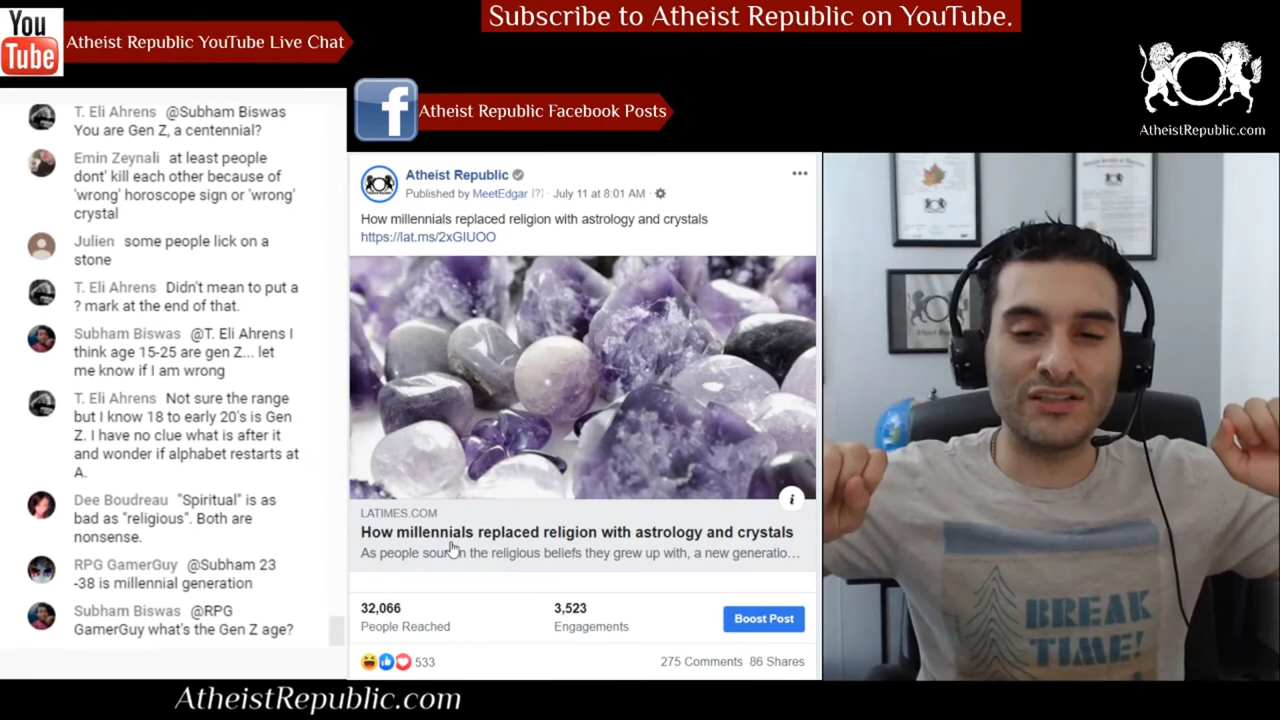 You
Tube
Atheist Republic YouTube Live Chat
Subscribe to Atheist Republic on YouTube.
AtheistRepublic.com
Atheist Republic Facebook Posts
T. Eli Ahrens @Subham Biswas
You are Gen Z, a centennial?
Emin Zeynali at least people
dont' kill each other because of
'wrong' horoscope sign or 'wrong'
crystal
Julien some people lick on a
stone
T. Eli Ahrens Didn't mean to put a
? mark at the end of that.
Subham Biswas @T. Eli Ahrens I
think age 15-25 are gen Z... let
me know if I am wrong
T. Eli Ahrens Not sure the range
but I know 18 to early 20's is Gen
Z. I have no clue what is after it
and wonder if alphabet restarts at
A.
Dee Boudreau "Spiritual" is as
bad as "religious". Both are
nonsense.
RPG GamerGuy @Subham 23
-38 is millennial generation
Subham Biswas @RPG
GamerGuy what's the Gen Z age?
Atheist Republic
Published by MeetEdgar [?] · July 11 at 8:01 AM ·
How millennials replaced religion with astrology and crystals
https://lat.ms/2xGIUOO
LATIMES.COM
How millennials replaced religion with astrology and crystals
As people sour on the religious beliefs they grew up with, a new generatio...
32,066
People Reached
3,523
Engagements
Boost Post
533
275 Comments 86 Shares
BREAK
TIME!
AtheistRepublic.com